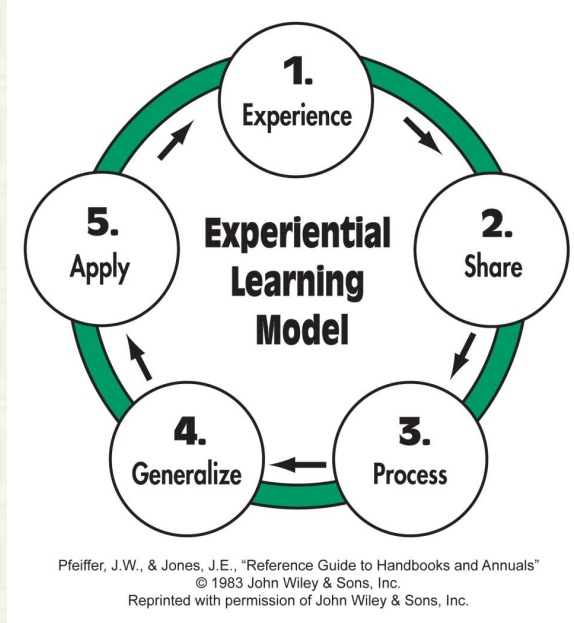 1.
Experience
2.
Share
3.
Process
4.
Generalize
5.
Apply
Experiential
Learning
Model
Pfeiffer, J.W., & Jones, J.E., “Reference Guide to Handbooks and Annuals”
© 1983 John Wiley & Sons, Inc.
Reprinted with permission of John Wiley & Sons, Inc.